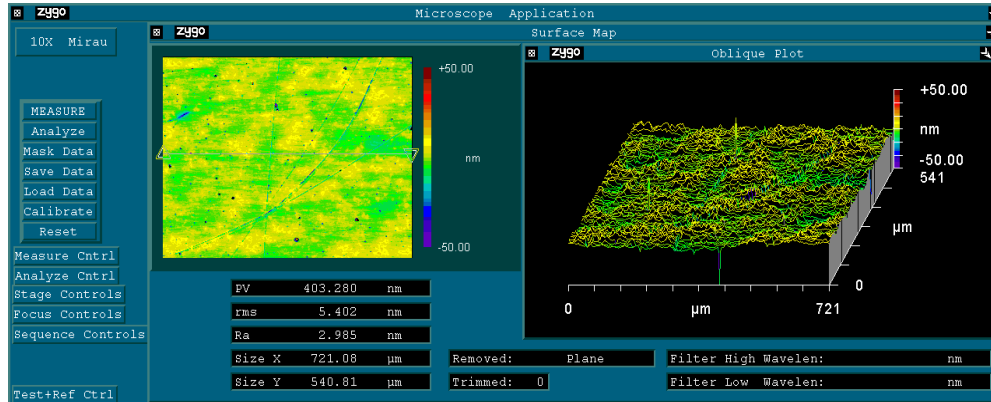 zygo Microscope Application
10X Mirau
MEASURE
Analyze
Mask Data
Save Data
Load Data
Calibrate
Reset
Measure Cntrl
Analyze Cntrl
Stage Controls
Focus Controls
Sequence Controls
Test+Ref Ctrl
zygo Surface Map
+50.00
nm
-50.00
PV 403.280 nm
rms 5.402 nm
Ra 2.985 nm
Size X 721.08 µm
Size Y 540.81 µm
zygo Oblique Plot
+50.00
nm
-50.00
541
µm
0
0 µm 721
Removed: Plane
Trimmed: 0
Filter High Wavelen: nm
Filter Low Wavelen: nm